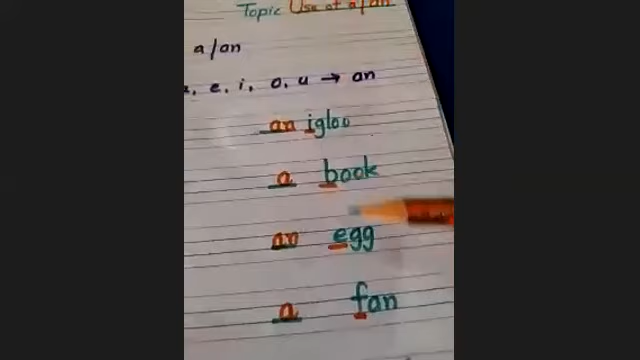 Topic Use of a/an
a/an
a, e, i, o, u → an
an igloo
a book
an egg
a fan